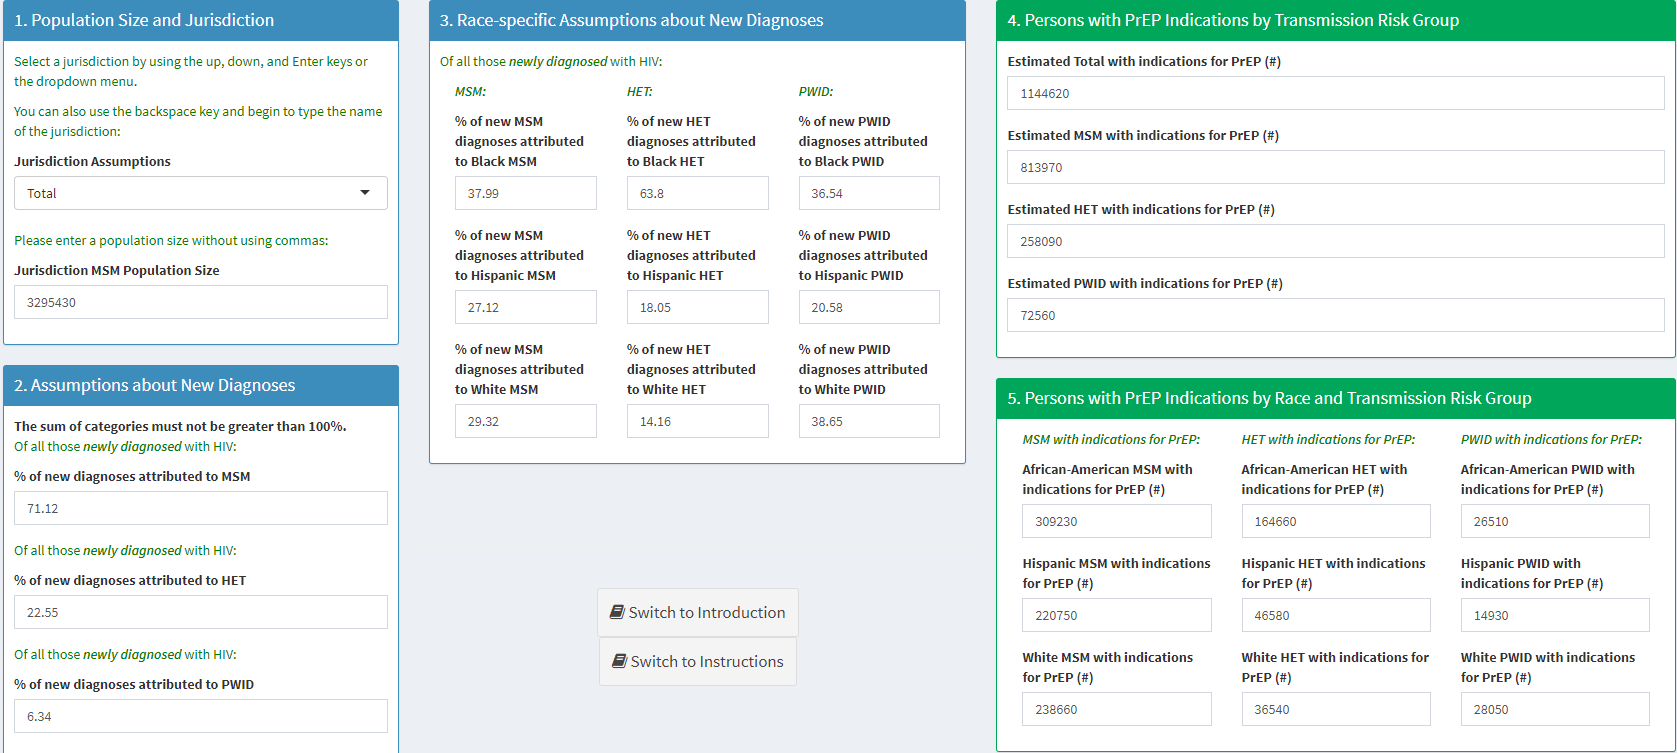 1. Population Size and Jurisdiction
Select a jurisdiction by using the up, down, and Enter keys or
the dropdown menu.
You can also use the backspace key and begin to type the name
of the jurisdiction:
Jurisdiction Assumptions
Total
Please enter a population size without using commas:
Jurisdiction MSM Population Size
3295430
2. Assumptions about New Diagnoses
The sum of categories must not be greater than 100%.
Of all those newly diagnosed with HIV:
% of new diagnoses attributed to MSM
71.12
Of all those newly diagnosed with HIV:
% of new diagnoses attributed to HET
22.55
Of all those newly diagnosed with HIV:
% of new diagnoses attributed to PWID
6.34
3. Race-specific Assumptions about New Diagnoses
Of all those newly diagnosed with HIV:
MSM: HET: PWID:
% of new MSM % of new HET % of new PWID
diagnoses attributed diagnoses attributed diagnoses attributed
to Black MSM to Black HET to Black PWID
37.99 63.8 36.54
% of new MSM % of new HET % of new PWID
diagnoses attributed diagnoses attributed diagnoses attributed
to Hispanic MSM to Hispanic HET to Hispanic PWID
27.12 18.05 20.58
% of new MSM % of new HET % of new PWID
diagnoses attributed diagnoses attributed diagnoses attributed
to White MSM to White HET to White PWID
29.32 14.16 38.65
Switch to Introduction
Switch to Instructions
4. Persons with PrEP Indications by Transmission Risk Group
Estimated Total with indications for PrEP (#)
1144620
Estimated MSM with indications for PrEP (#)
813970
Estimated HET with indications for PrEP (#)
258090
Estimated PWID with indications for PrEP (#)
72560
5. Persons with PrEP Indications by Race and Transmission Risk Group
MSM with indications for PrEP: HET with indications for PrEP: PWID with indications for PrEP:
African-American MSM with African-American HET with African-American PWID with
indications for PrEP (#) indications for PrEP (#) indications for PrEP (#)
309230 164660 26510
Hispanic MSM with indications Hispanic HET with indications Hispanic PWID with
for PrEP (#) for PrEP (#) indications for PrEP (#)
220750 46580 14930
White MSM with indications White HET with indications for White PWID with indications
for PrEP (#) PrEP (#) for PrEP (#)
238660 36540 28050